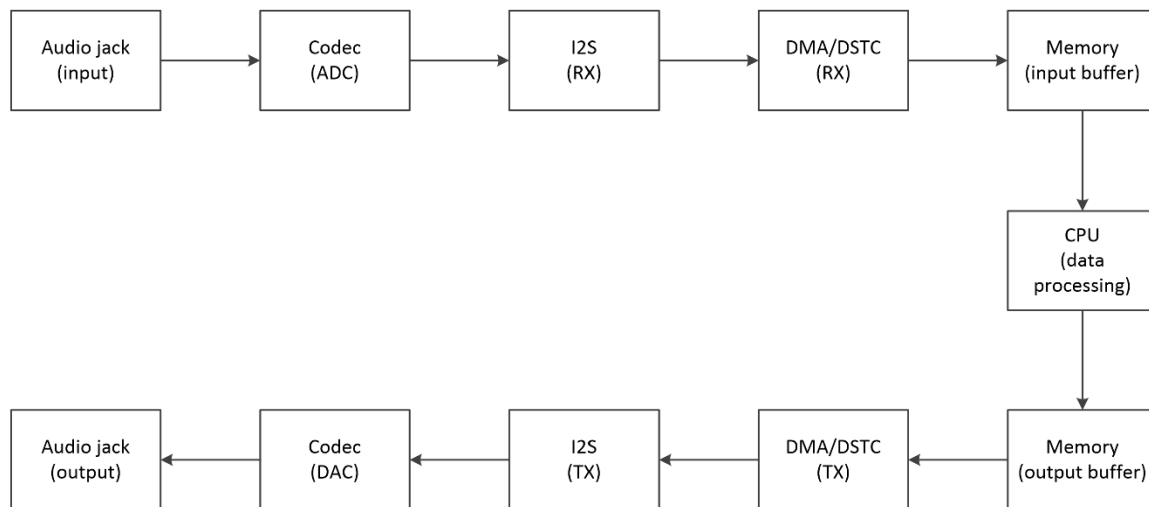 Audio jack
(input)
Codec
(ADC)
I2S
(RX)
DMA/DSTC
(RX)
Memory
(input buffer)
CPU
(data
processing)
Audio jack
(output)
Codec
(DAC)
I2S
(TX)
DMA/DSTC
(TX)
Memory
(output buffer)